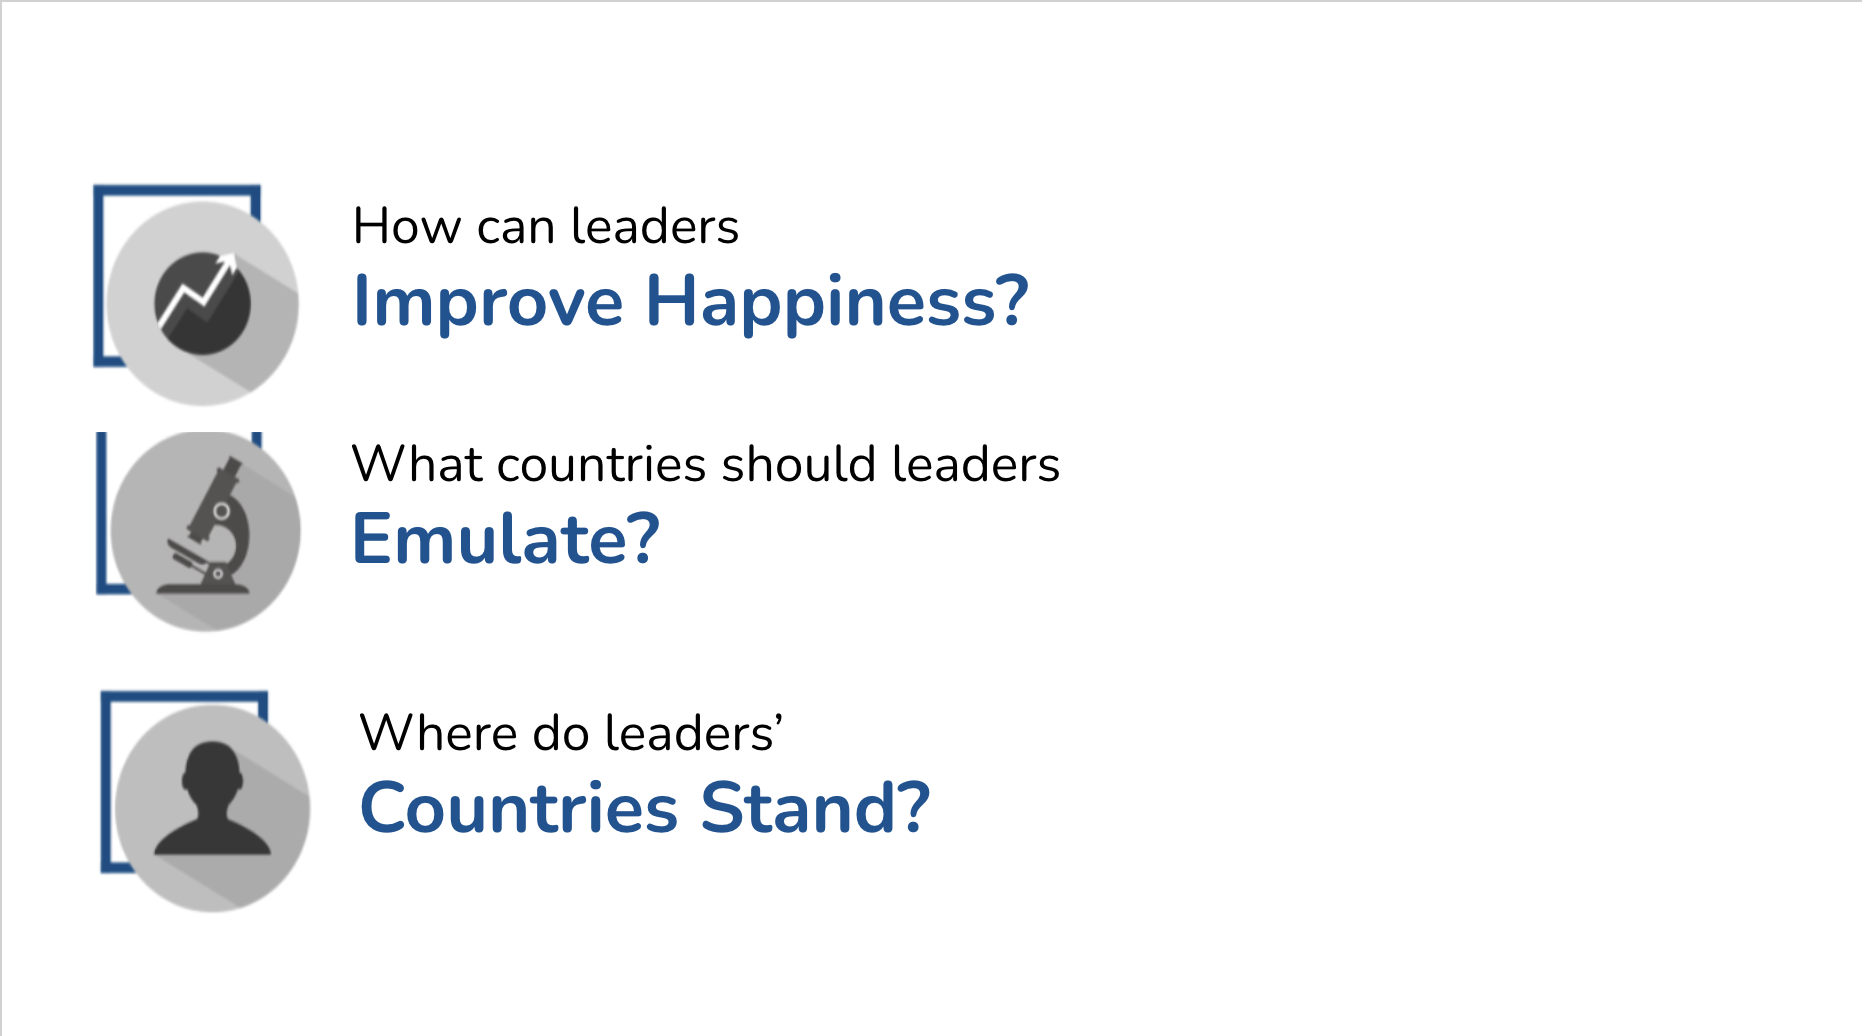 How can leaders
Improve Happiness?
What countries should leaders
Emulate?
Where do leaders’
Countries Stand?